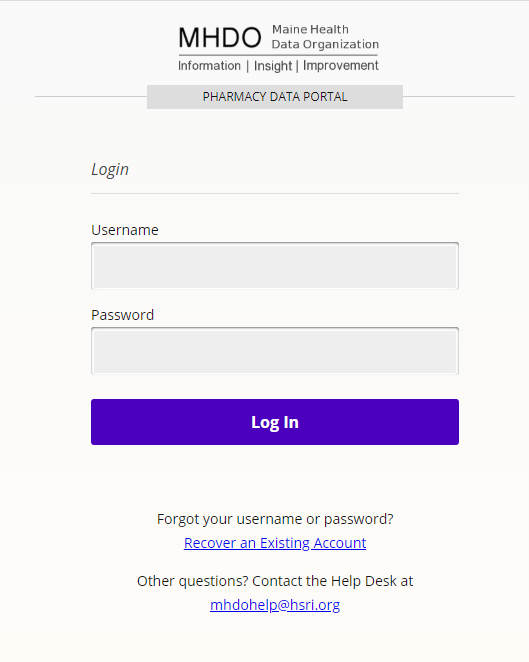 MHDO Maine Health
Data Organization
Information | Insight | Improvement
PHARMACY DATA PORTAL
Login
Username
Password
Log In
Forgot your username or password?
Recover an Existing Account
Other questions? Contact the Help Desk at
mhdohelp@hsri.org